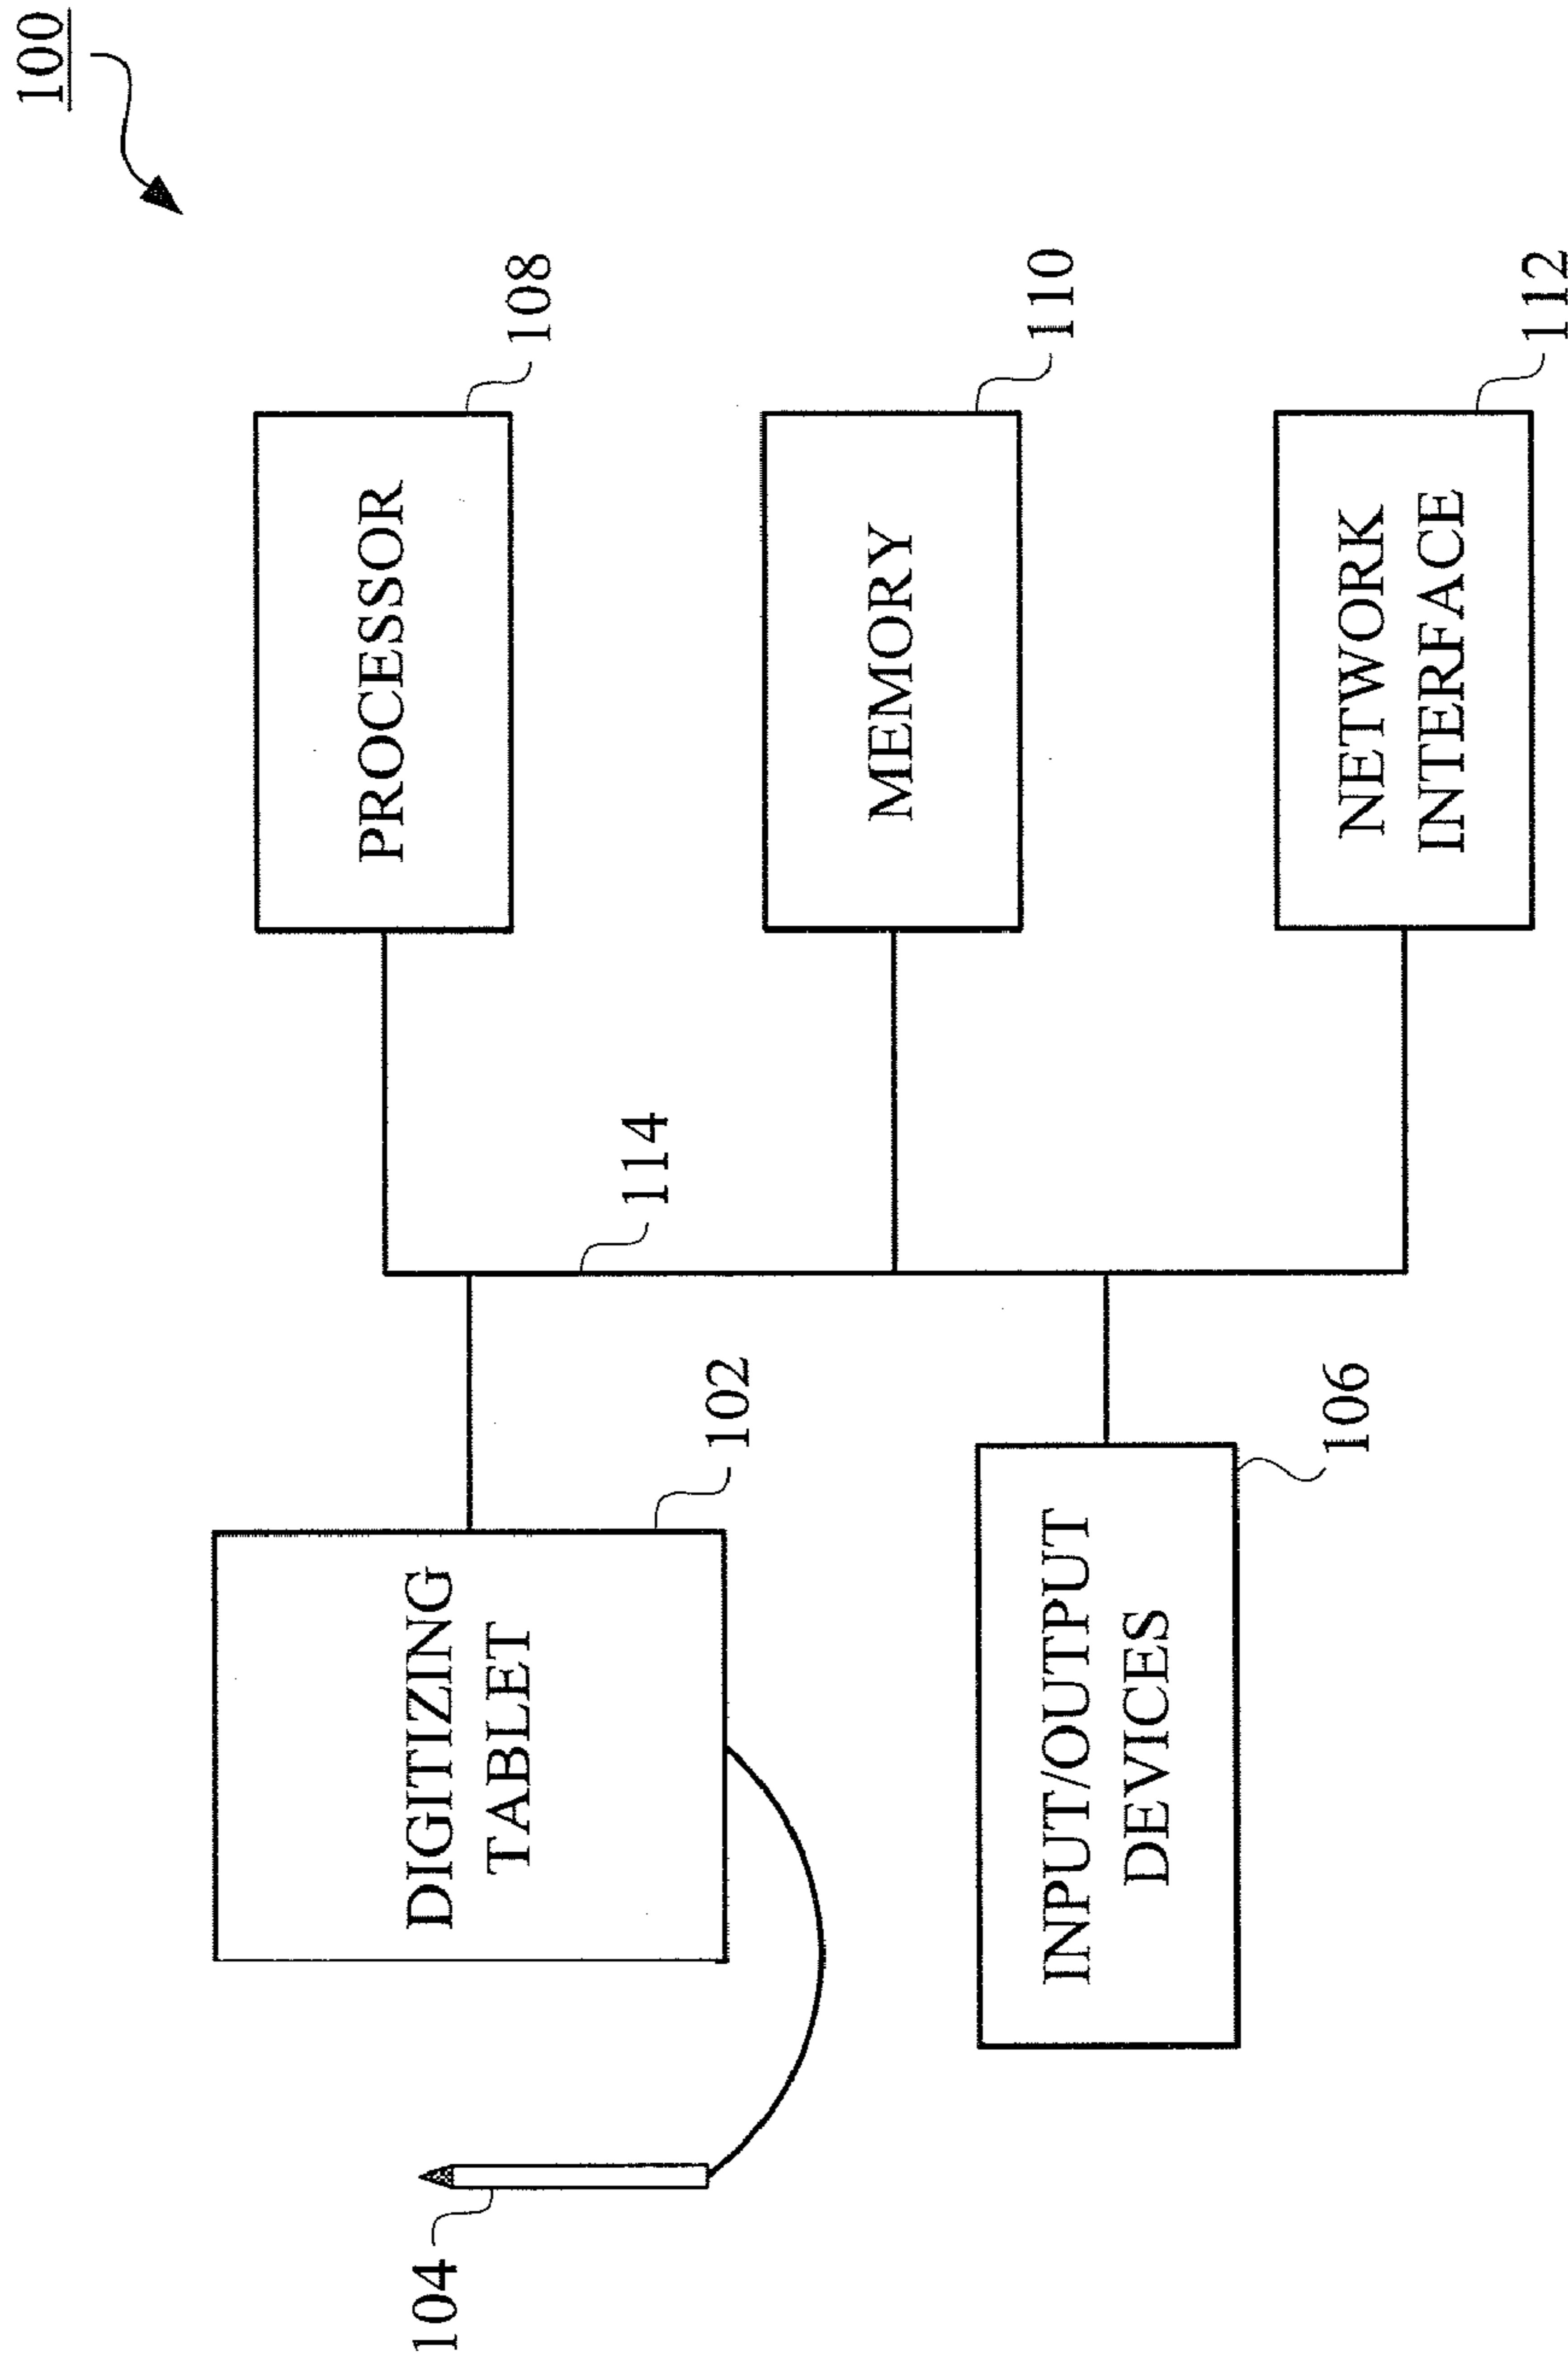 100
PROCESSOR
108
MEMORY
110
NETWORK
INTERFACE
112
114
DIGITIZING
TABLET
102
INPUT/OUTPUT
DEVICES
106
104